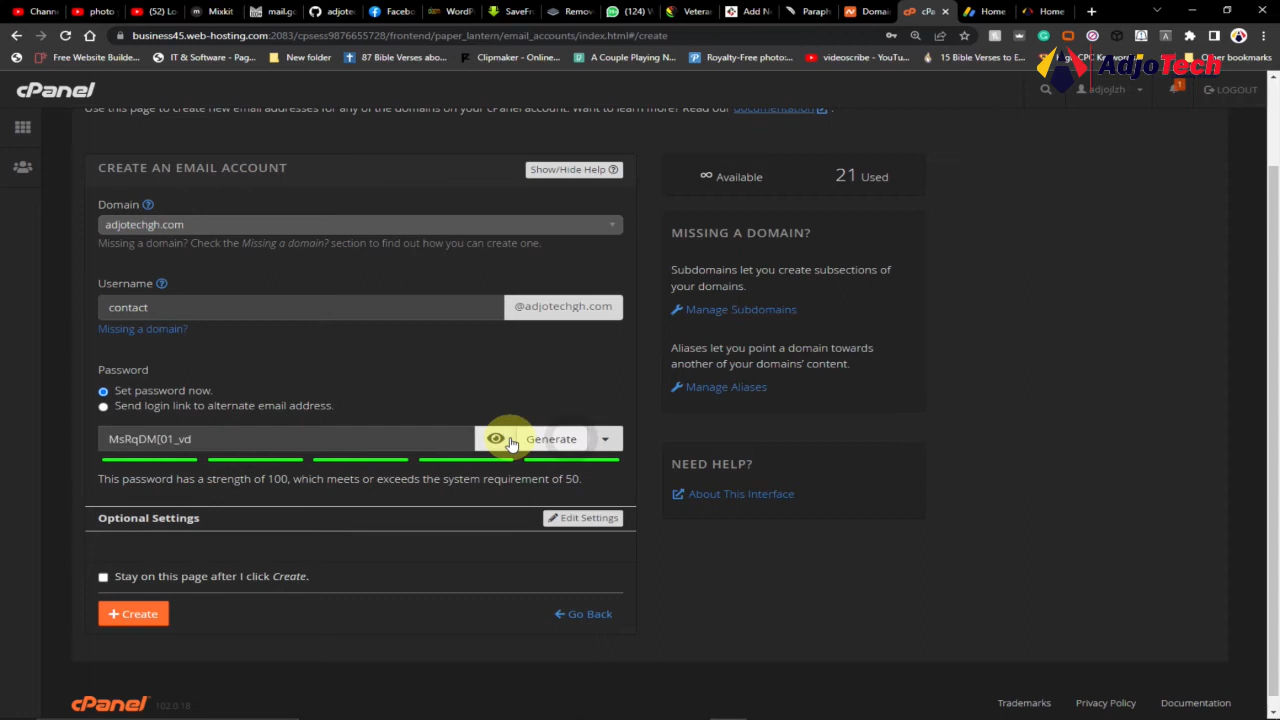 Channe
(52) Lo
Mixkit
mail.gc
adjote
Facebo
WordP
SaveFr
Remov
(124) W
Veterar
Add N
Paraph
Domai
cPa
Home
Home
business45.web-hosting.com:2083/cpsess9876655728/frontend/paper_lantern/email_accounts/index.html#/create
Free Website Builde...
IT & Software - Pag...
New folder
87 Bible Verses abo...
Clipmaker - Online...
A Couple Playing N...
Royalty-Free photo:...
videoscribe - YouTu...
15 Bible Verses to E...
High CPC Keyword I...
Other bookmarks
AdjoTech
cPanel
1
adjojlzh
LOGOUT
Use this page to create new email addresses for any of the domains on your cPanel account. Want to learn more? Read our documentation.
CREATE AN EMAIL ACCOUNT
Show/Hide Help
Domain
adjotechgh.com
Missing a domain? Check the Missing a domain? section to find out how you can create one.
Username
contact @adjotechgh.com
Missing a domain?
Password
Set password now.
Send login link to alternate email address.
MsRqDM[01_vd
Generate
This password has a strength of 100, which meets or exceeds the system requirement of 50.
Optional Settings
Edit Settings
Stay on this page after I click Create.
+ Create
Go Back
∞ Available
21 Used
MISSING A DOMAIN?
Subdomains let you create subsections of
your domains.
Manage Subdomains
Aliases let you point a domain towards
another of your domains’ content.
Manage Aliases
NEED HELP?
About This Interface
cPanel 102.0.18
Trademarks
Privacy Policy
Documentation